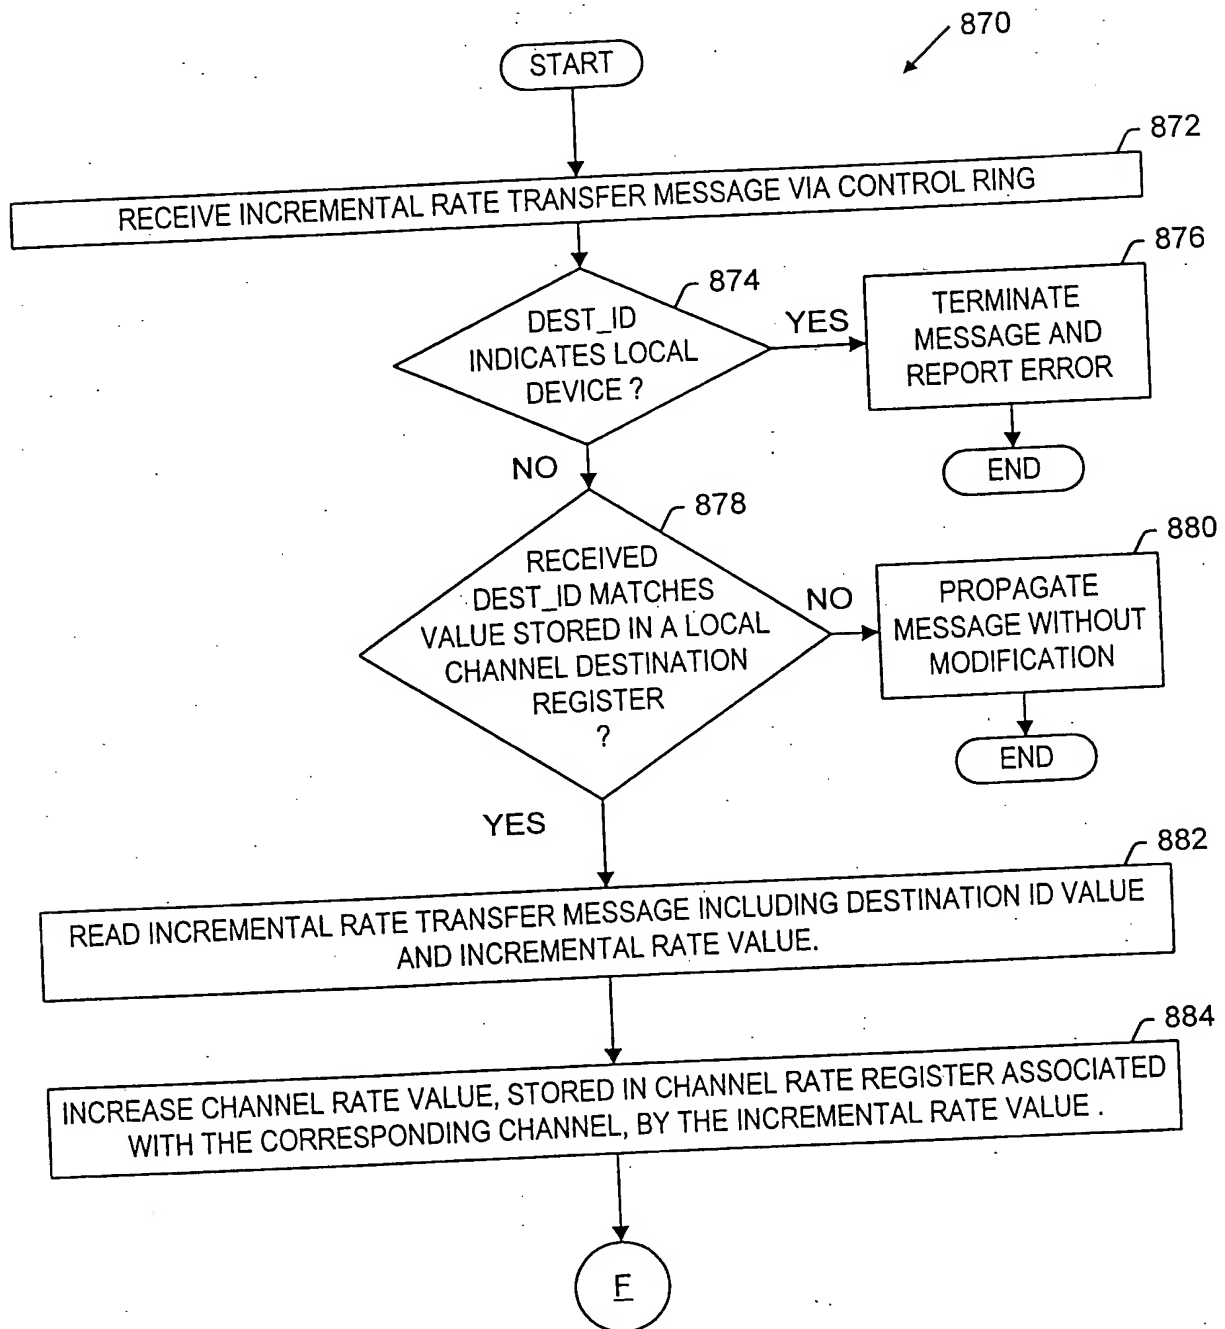 870
START
872
RECEIVE INCREMENTAL RATE TRANSFER MESSAGE VIA CONTROL RING
874
DEST_ID
INDICATES LOCAL
DEVICE ?
YES
876
TERMINATE
MESSAGE AND
REPORT ERROR
END
NO
878
RECEIVED
DEST_ID MATCHES
VALUE STORED IN A LOCAL
CHANNEL DESTINATION
REGISTER
?
NO
880
PROPAGATE
MESSAGE WITHOUT
MODIFICATION
END
YES
882
READ INCREMENTAL RATE TRANSFER MESSAGE INCLUDING DESTINATION ID VALUE
AND INCREMENTAL RATE VALUE.
884
INCREASE CHANNEL RATE VALUE, STORED IN CHANNEL RATE REGISTER ASSOCIATED
WITH THE CORRESPONDING CHANNEL, BY THE INCREMENTAL RATE VALUE .
F